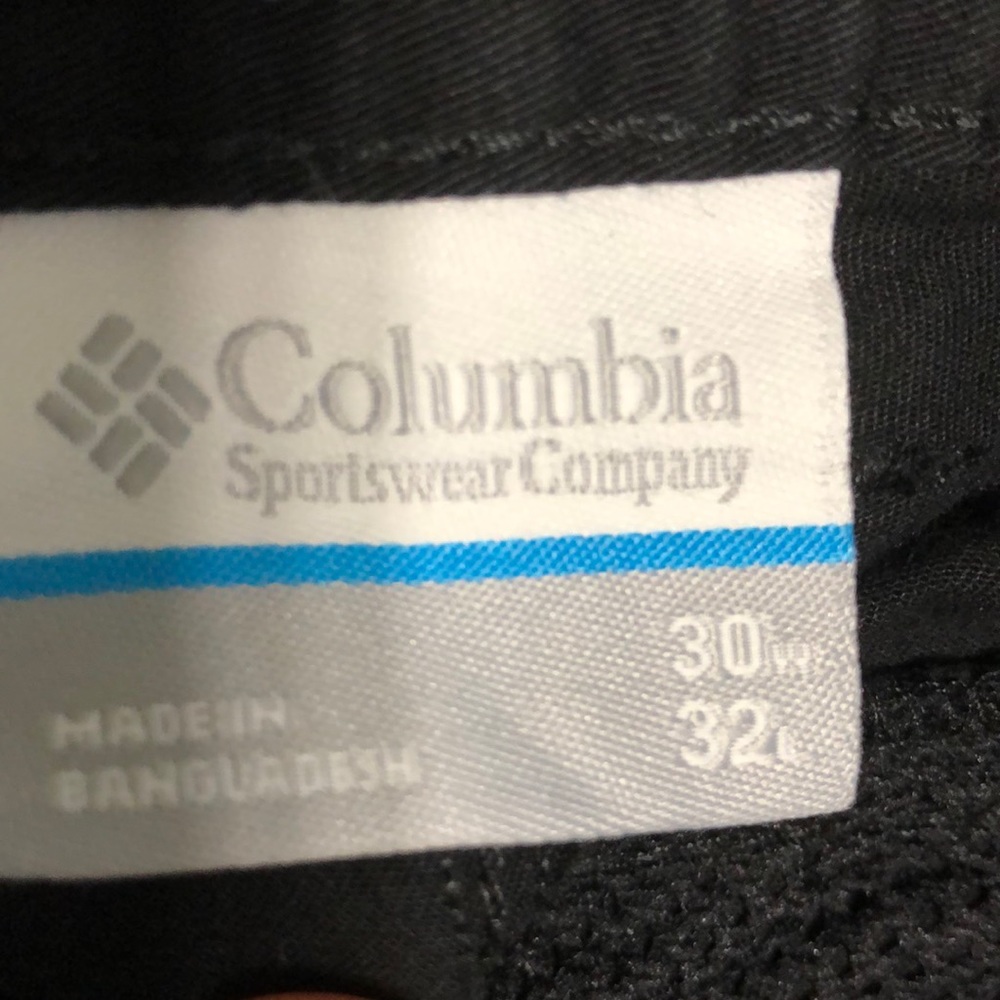 Columbia
Sportswear Company
30W
32L
MADE IN
BANGLADESH